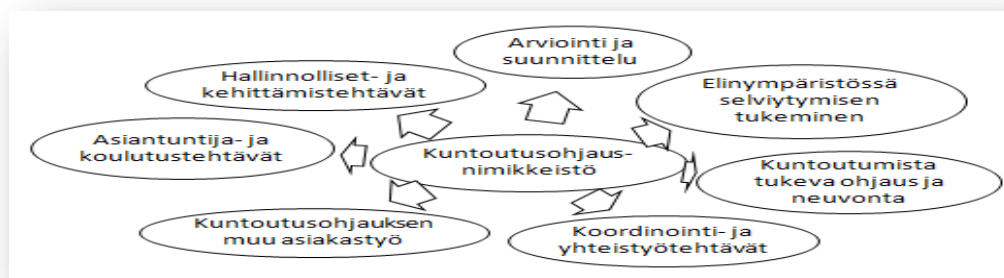 Arviointi ja
suunnittelu
Hallinnolliset- ja
kehittämistehtävät
Elinympäristössä
selviytymisen
tukeminen
Asiantuntija- ja
koulutustehtävät
Kuntoutusohjaus-
nimikkeistö
Kuntoutumista
tukeva ohjaus ja
neuvonta
Kuntoutusohjauksen
muu asiakastyö
Koordinointi- ja
yhteistyötehtävät